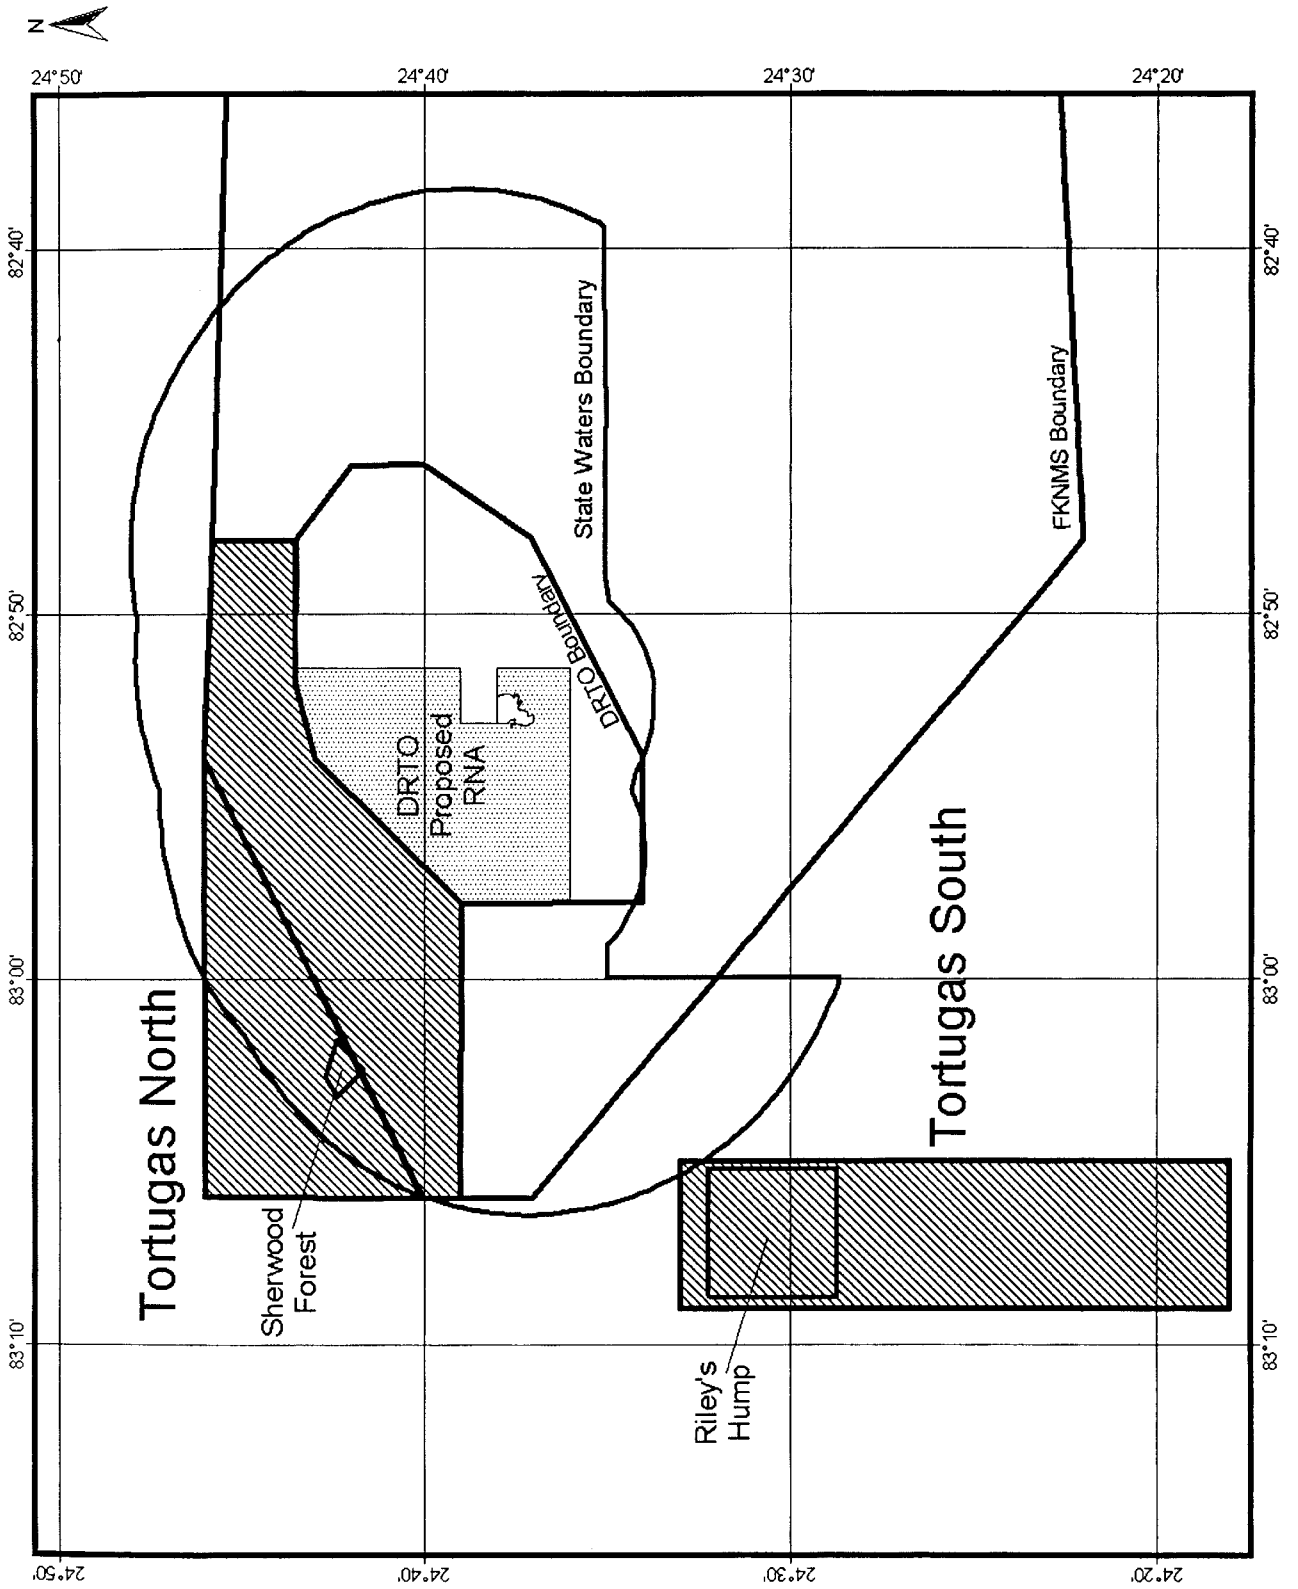 N
83°10'
83°00'
82°50'
82°40'
24°50'
24°50'
Tortugas North
Sherwood
Forest
24°40'
24°40'
DRTO
Proposed
RNA
DRTO Boundary
State Waters Boundary
Riley's
Hump
24°30'
24°30'
Tortugas South
FKNMS Boundary
24°20'
24°20'
83°10'
83°00'
82°50'
82°40'